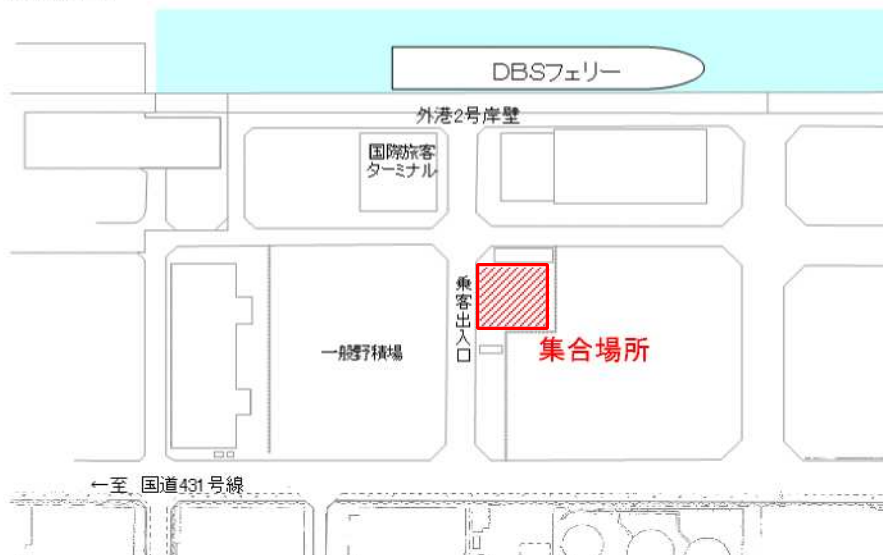 DBSフェリー
外港2号岸壁
国際旅客
ターミナル
乗客出入口
一般野積場
集合場所
←至 国道431号線